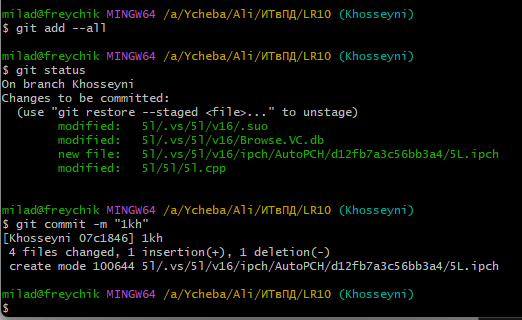 milad@freychik MINGW64 /a/Ycheba/Ali/ИТвПД/LR10 (Khosseyni)
$ git add --all
milad@freychik MINGW64 /a/Ycheba/Ali/ИТвПД/LR10 (Khosseyni)
$ git status
On branch Khosseyni
Changes to be committed:
  (use "git restore --staged <file>..." to unstage)
        modified:   5l/.vs/5l/v16/.suo
        modified:   5l/.vs/5l/v16/Browse.VC.db
        new file:   5l/.vs/5l/v16/ipch/AutoPCH/d12fb7a3c56bb3a4/5L.ipch
        modified:   5l/5l/5l.cpp
milad@freychik MINGW64 /a/Ycheba/Ali/ИТвПД/LR10 (Khosseyni)
$ git commit -m "1kh"
[Khosseyni 07c1846] 1kh
 4 files changed, 1 insertion(+), 1 deletion(-)
 create mode 100644 5l/.vs/5l/v16/ipch/AutoPCH/d12fb7a3c56bb3a4/5L.ipch
milad@freychik MINGW64 /a/Ycheba/Ali/ИТвПД/LR10 (Khosseyni)
$